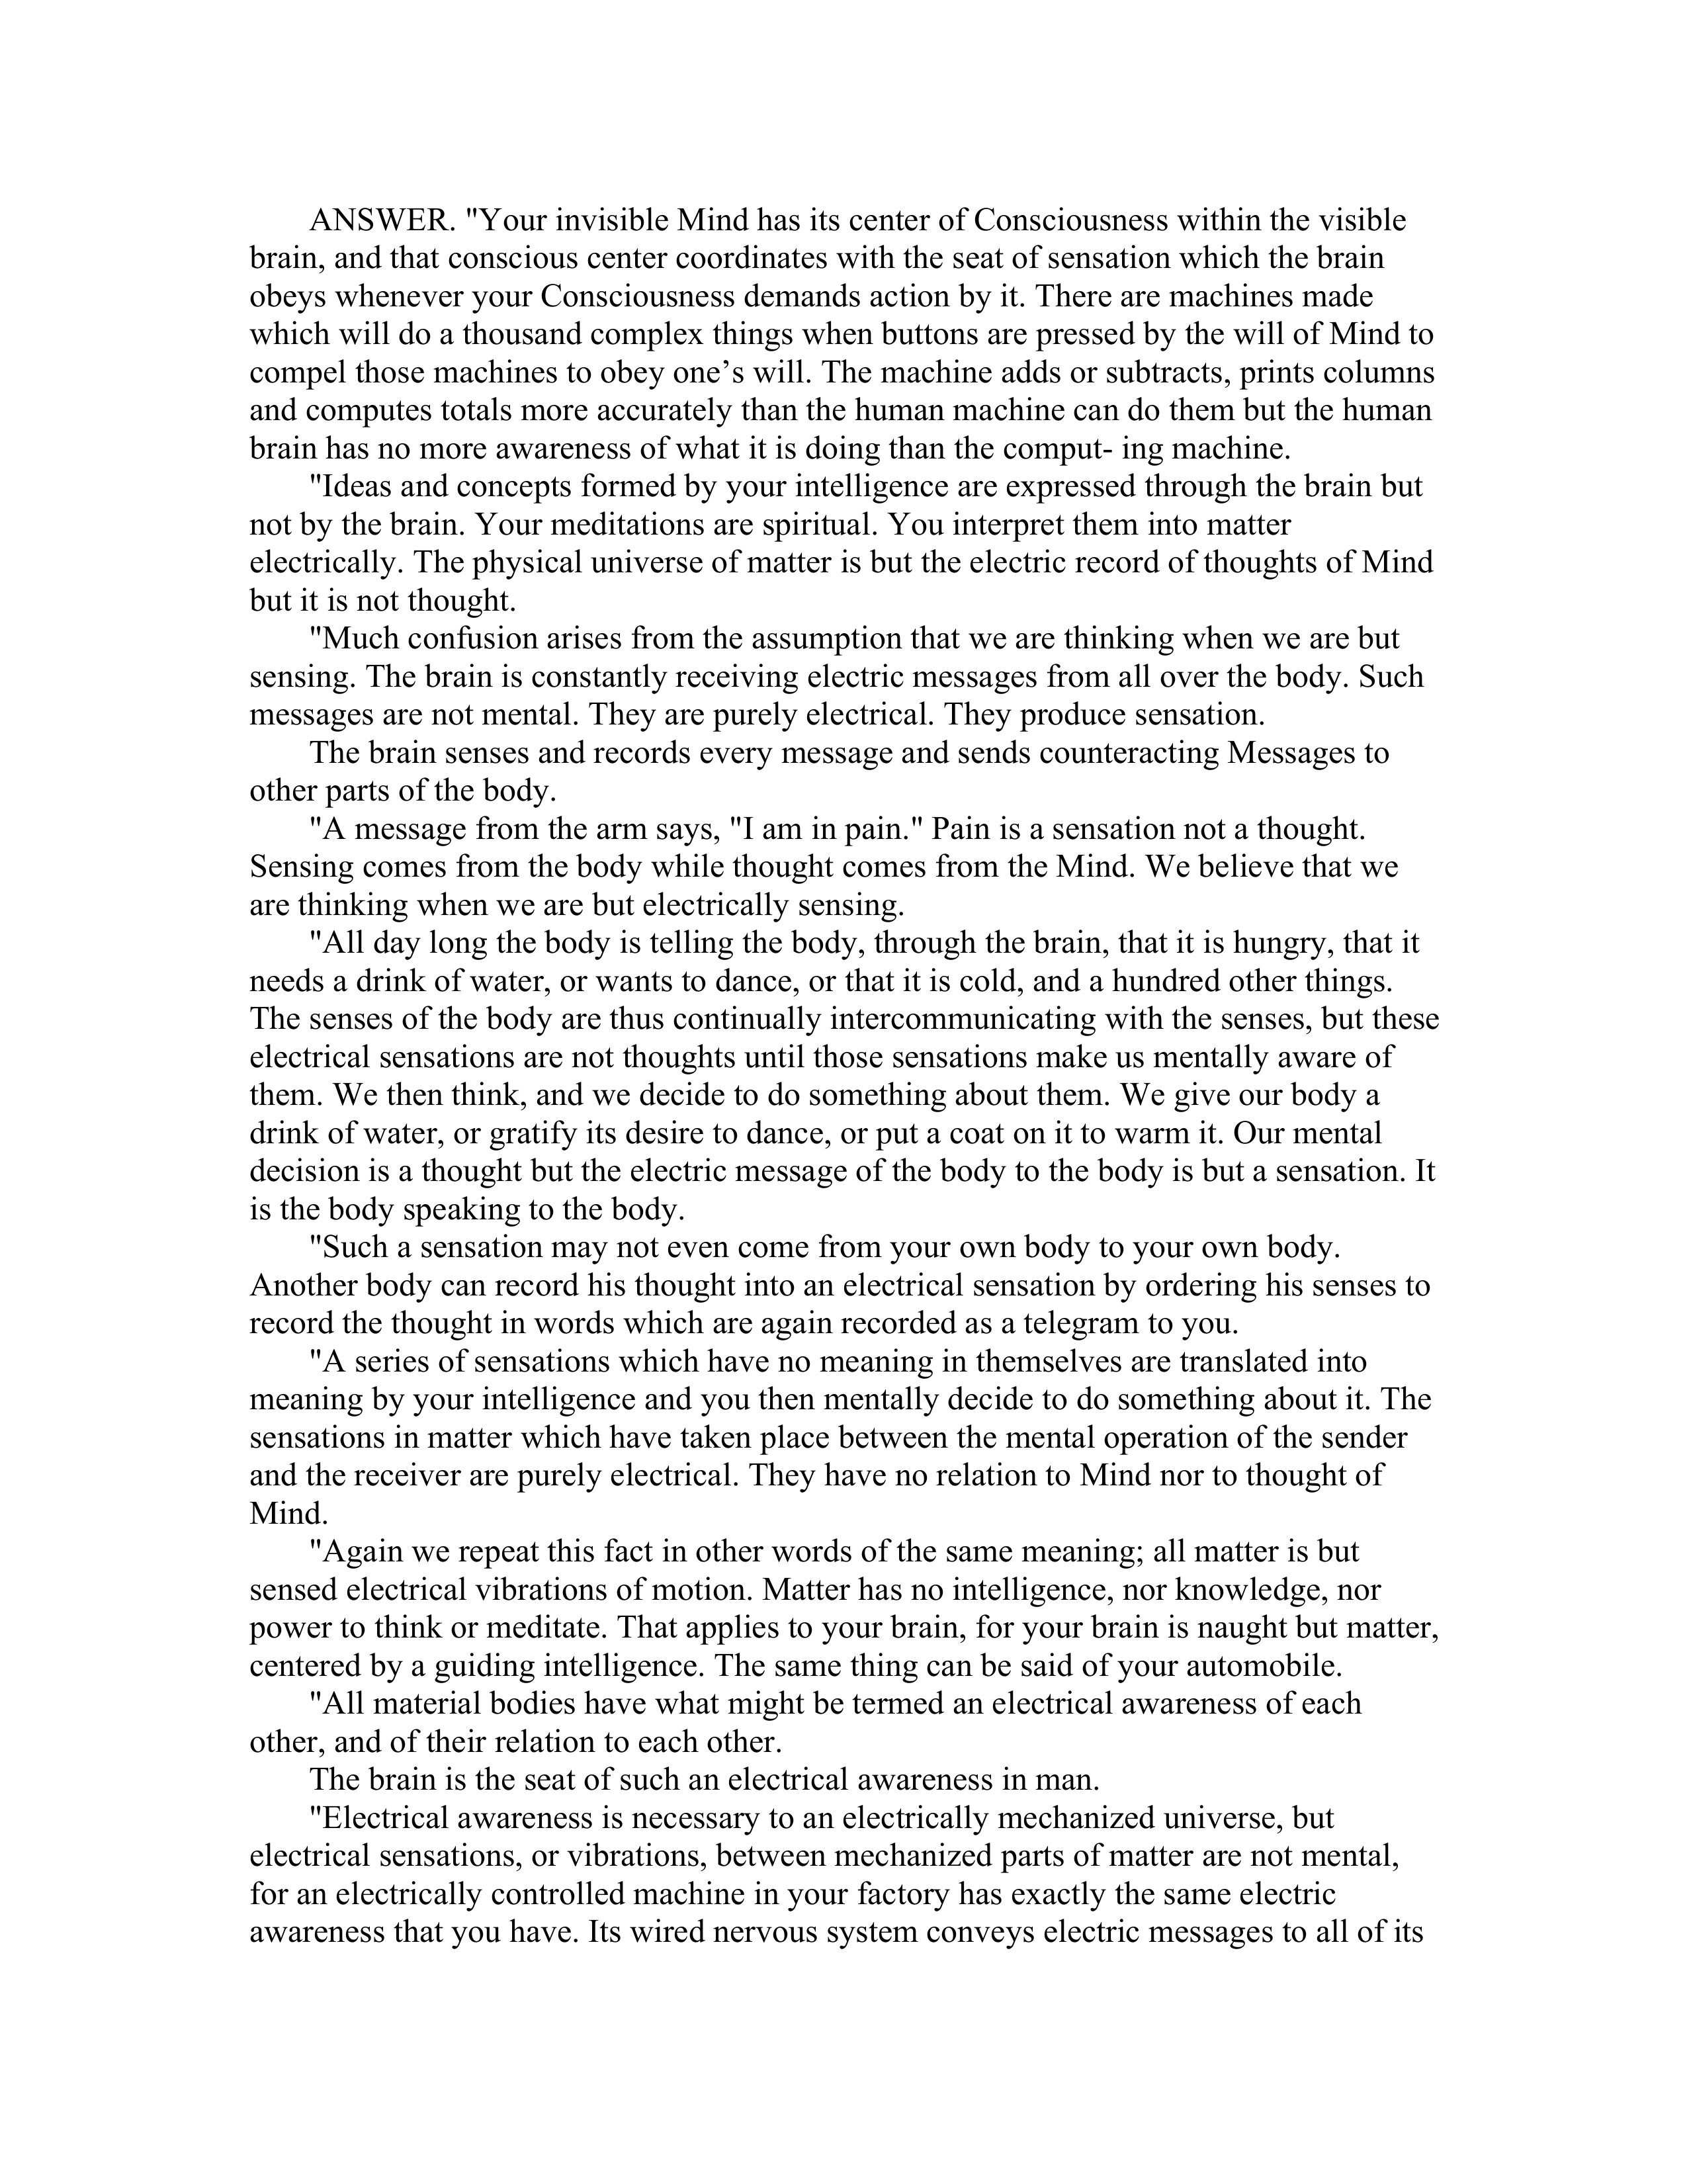 ANSWER. "Your invisible Mind has its center of Consciousness within the visible
brain, and that conscious center coordinates with the seat of sensation which the brain
obeys whenever your Consciousness demands action by it. There are machines made
which will do a thousand complex things when buttons are pressed by the will of Mind to
compel those machines to obey one’s will. The machine adds or subtracts, prints columns
and computes totals more accurately than the human machine can do them but the human
brain has no more awareness of what it is doing than the comput- ing machine.
"Ideas and concepts formed by your intelligence are expressed through the brain but
not by the brain. Your meditations are spiritual. You interpret them into matter
electrically. The physical universe of matter is but the electric record of thoughts of Mind
but it is not thought.
"Much confusion arises from the assumption that we are thinking when we are but
sensing. The brain is constantly receiving electric messages from all over the body. Such
messages are not mental. They are purely electrical. They produce sensation.
The brain senses and records every message and sends counteracting Messages to
other parts of the body.
"A message from the arm says, "I am in pain." Pain is a sensation not a thought.
Sensing comes from the body while thought comes from the Mind. We believe that we
are thinking when we are but electrically sensing.
"All day long the body is telling the body, through the brain, that it is hungry, that it
needs a drink of water, or wants to dance, or that it is cold, and a hundred other things.
The senses of the body are thus continually intercommunicating with the senses, but these
electrical sensations are not thoughts until those sensations make us mentally aware of
them. We then think, and we decide to do something about them. We give our body a
drink of water, or gratify its desire to dance, or put a coat on it to warm it. Our mental
decision is a thought but the electric message of the body to the body is but a sensation. It
is the body speaking to the body.
"Such a sensation may not even come from your own body to your own body.
Another body can record his thought into an electrical sensation by ordering his senses to
record the thought in words which are again recorded as a telegram to you.
"A series of sensations which have no meaning in themselves are translated into
meaning by your intelligence and you then mentally decide to do something about it. The
sensations in matter which have taken place between the mental operation of the sender
and the receiver are purely electrical. They have no relation to Mind nor to thought of
Mind.
"Again we repeat this fact in other words of the same meaning; all matter is but
sensed electrical vibrations of motion. Matter has no intelligence, nor knowledge, nor
power to think or meditate. That applies to your brain, for your brain is naught but matter,
centered by a guiding intelligence. The same thing can be said of your automobile.
"All material bodies have what might be termed an electrical awareness of each
other, and of their relation to each other.
The brain is the seat of such an electrical awareness in man.
"Electrical awareness is necessary to an electrically mechanized universe, but
electrical sensations, or vibrations, between mechanized parts of matter are not mental,
for an electrically controlled machine in your factory has exactly the same electric
awareness that you have. Its wired nervous system conveys electric messages to all of its